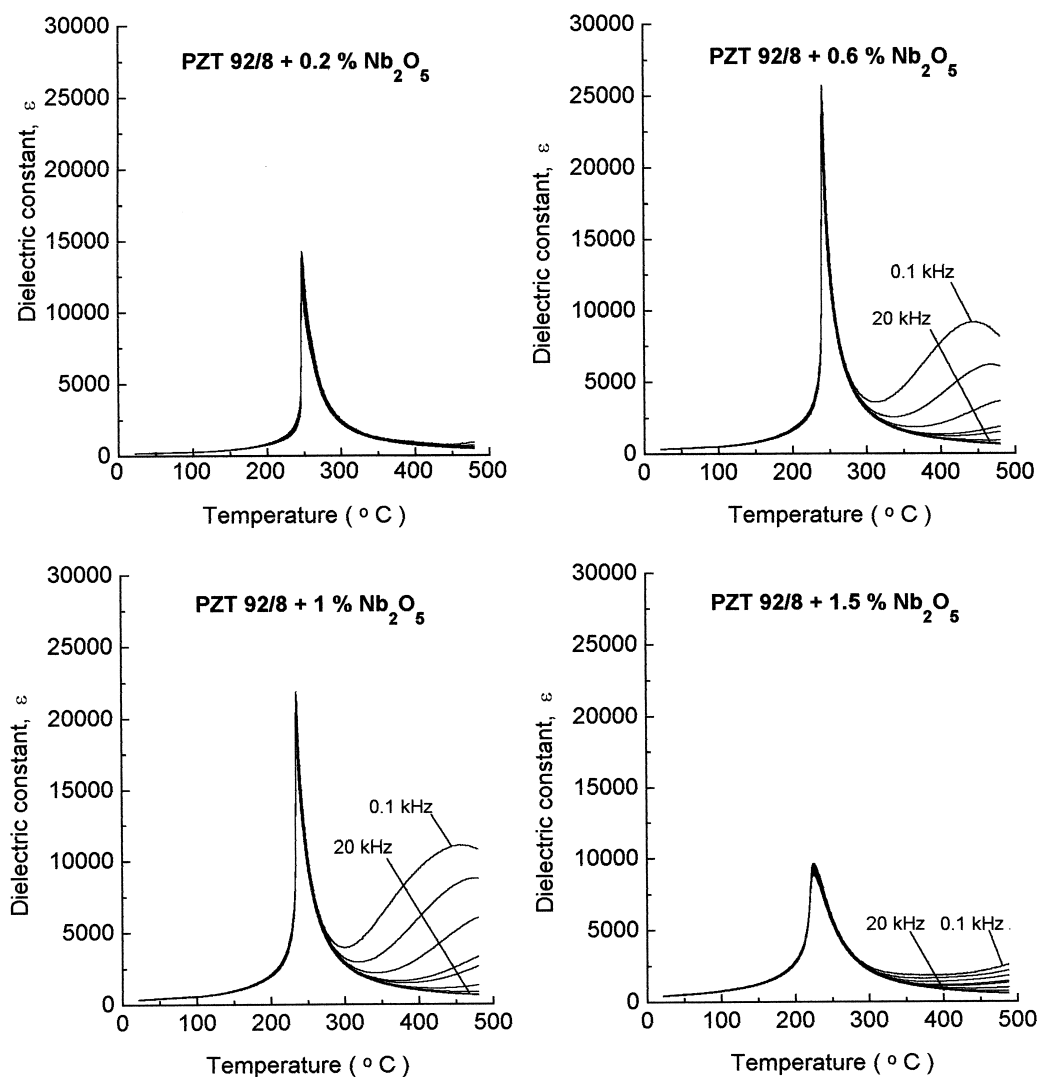 PZT 92/8 + 0.2 % Nb2O5
30000
25000
20000
15000
10000
5000
0
Dielectric constant, ε
0 100 200 300 400 500
Temperature ( o C )
PZT 92/8 + 0.6 % Nb2O5
30000
25000
20000
15000
10000
5000
0
Dielectric constant, ε
0.1 kHz
20 kHz
0 100 200 300 400 500
Temperature ( o C )
PZT 92/8 + 1 % Nb2O5
30000
25000
20000
15000
10000
5000
0
Dielectric constant, ε
0.1 kHz
20 kHz
0 100 200 300 400 500
Temperature ( o C )
PZT 92/8 + 1.5 % Nb2O5
30000
25000
20000
15000
10000
5000
0
Dielectric constant, ε
20 kHz 0.1 kHz
0 100 200 300 400 500
Temperature ( o C )